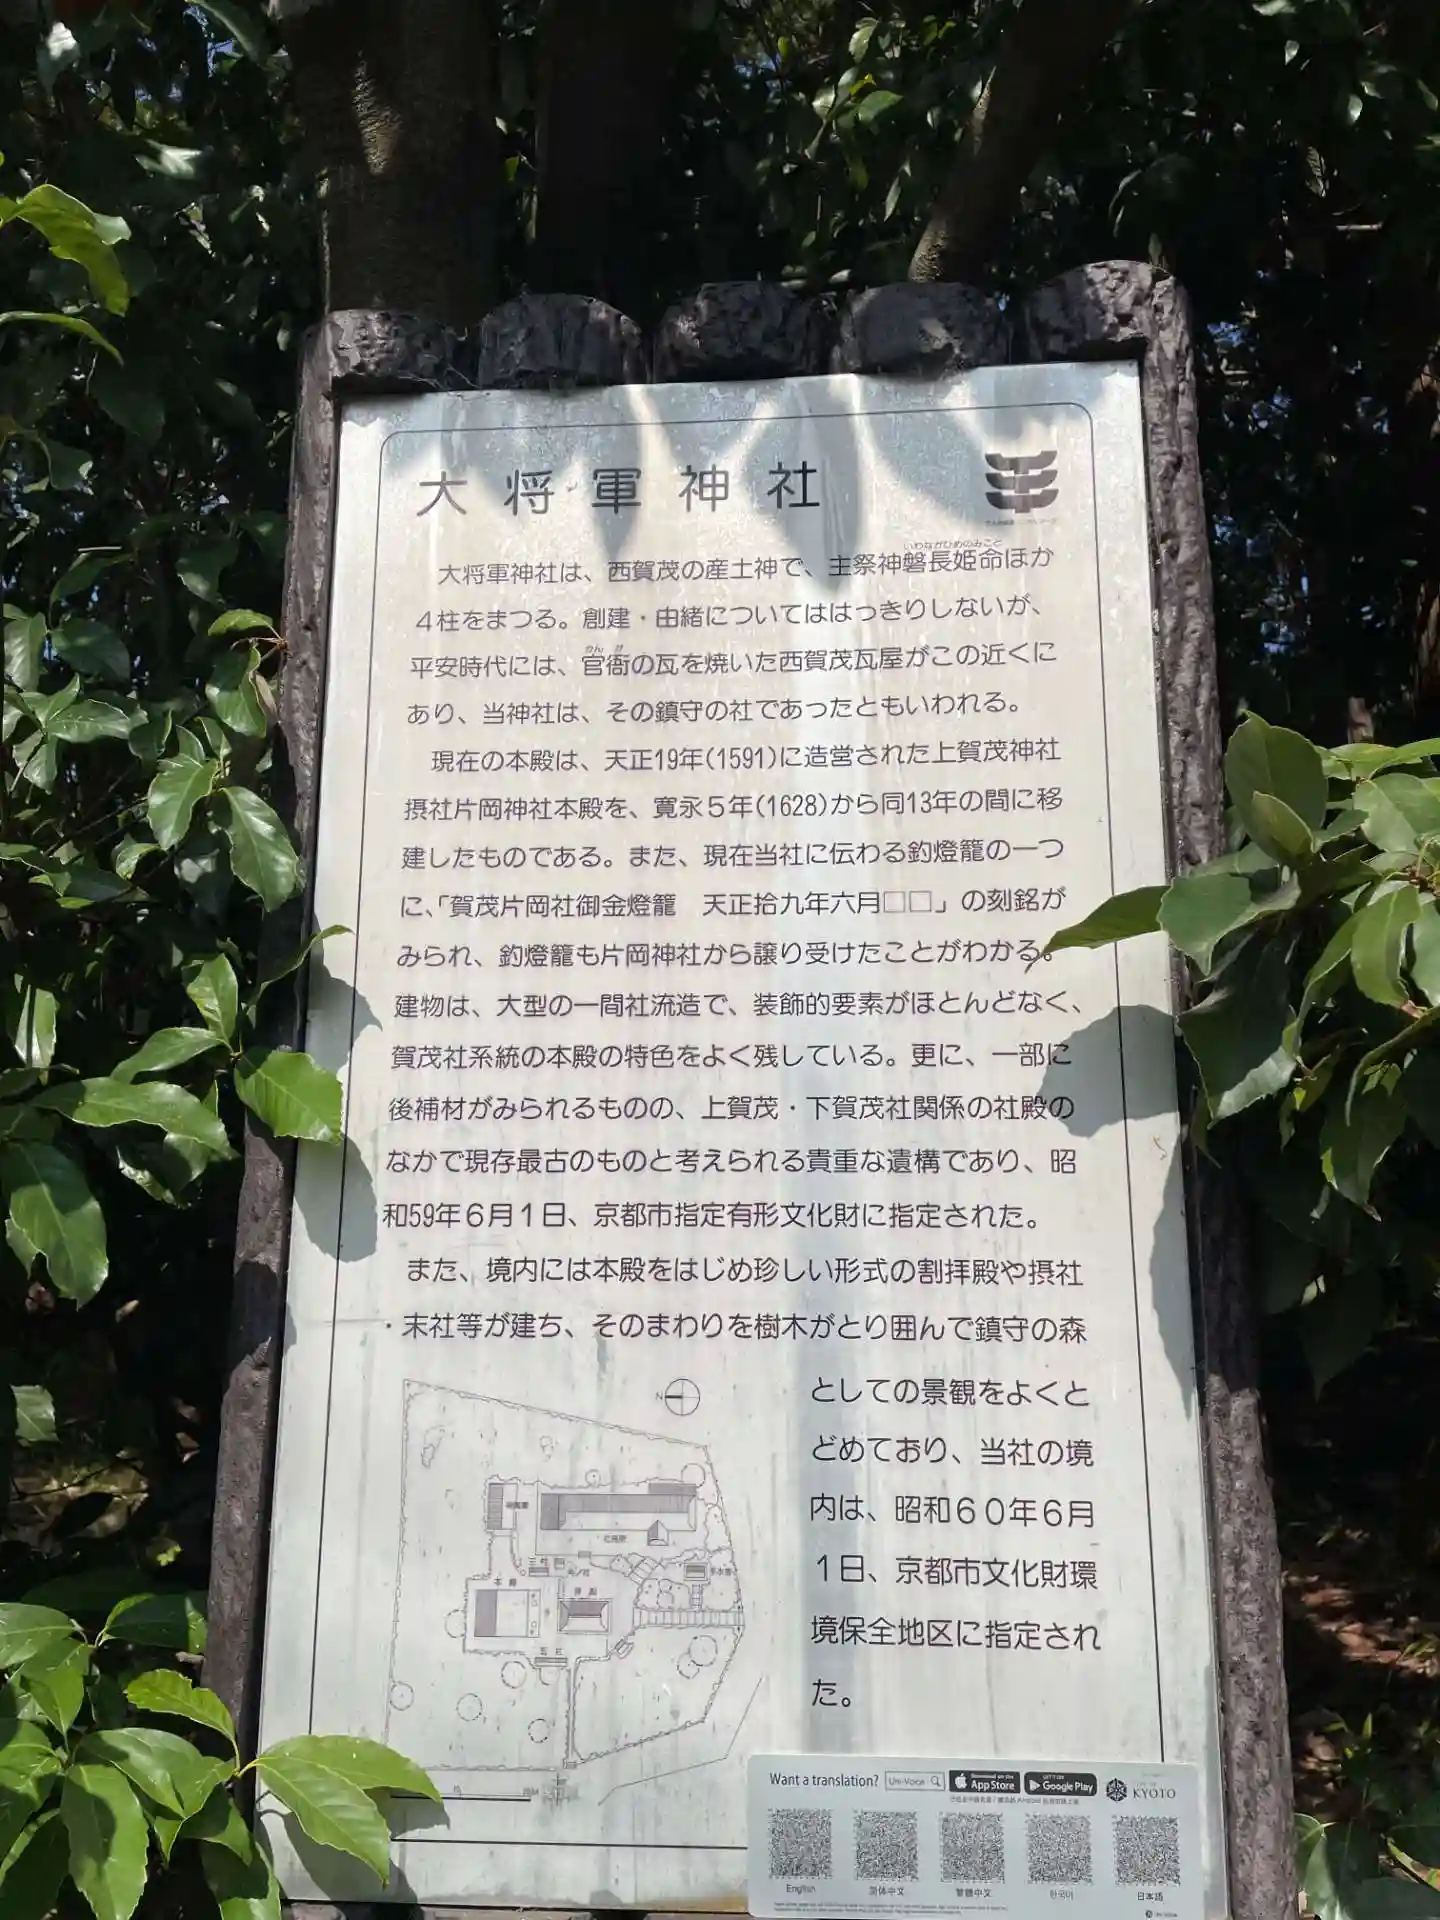 大将軍神社
いわながひめのみこと
大将軍神社は、西賀茂の産土神で、主祭神磐長姫命ほか
4柱をまつる。創建・由緒についてははっきりしないが、
かんが
平安時代には、官衙の瓦を焼いた西賀茂瓦屋がこの近くに
あり、当神社は、その鎮守の社であったともいわれる。
現在の本殿は、天正19年(1591)に造営された上賀茂神社
摂社片岡神社本殿を、寛永5年(1628)から同13年の間に移
建したものである。また、現在当社に伝わる釣燈籠の一つ
に、「賀茂片岡社御金燈籠　天正拾九年六月□□」の刻銘が
みられ、釣燈籠も片岡神社から譲り受けたことがわかる。
建物は、大型の一間社流造で、装飾的要素がほとんどなく、
賀茂社系統の本殿の特色をよく残している。更に、一部に
後補材がみられるものの、上賀茂・下賀茂社関係の社殿の
なかで現存最古のものと考えられる貴重な遺構であり、昭
和59年6月1日、京都市指定有形文化財に指定された。
また、境内には本殿をはじめ珍しい形式の割拝殿や摂社
・末社等が建ち、そのまわりを樹木がとり囲んで鎮守の森
としての景観をよくと
どめており、当社の境
内は、昭和60年6月
1日、京都市文化財環
境保全地区に指定され
た。
N
本殿
Want a translation? Uni-Voice App Store Google Play KYOTO
English 简体中文 繁體中文 한국어 日本語